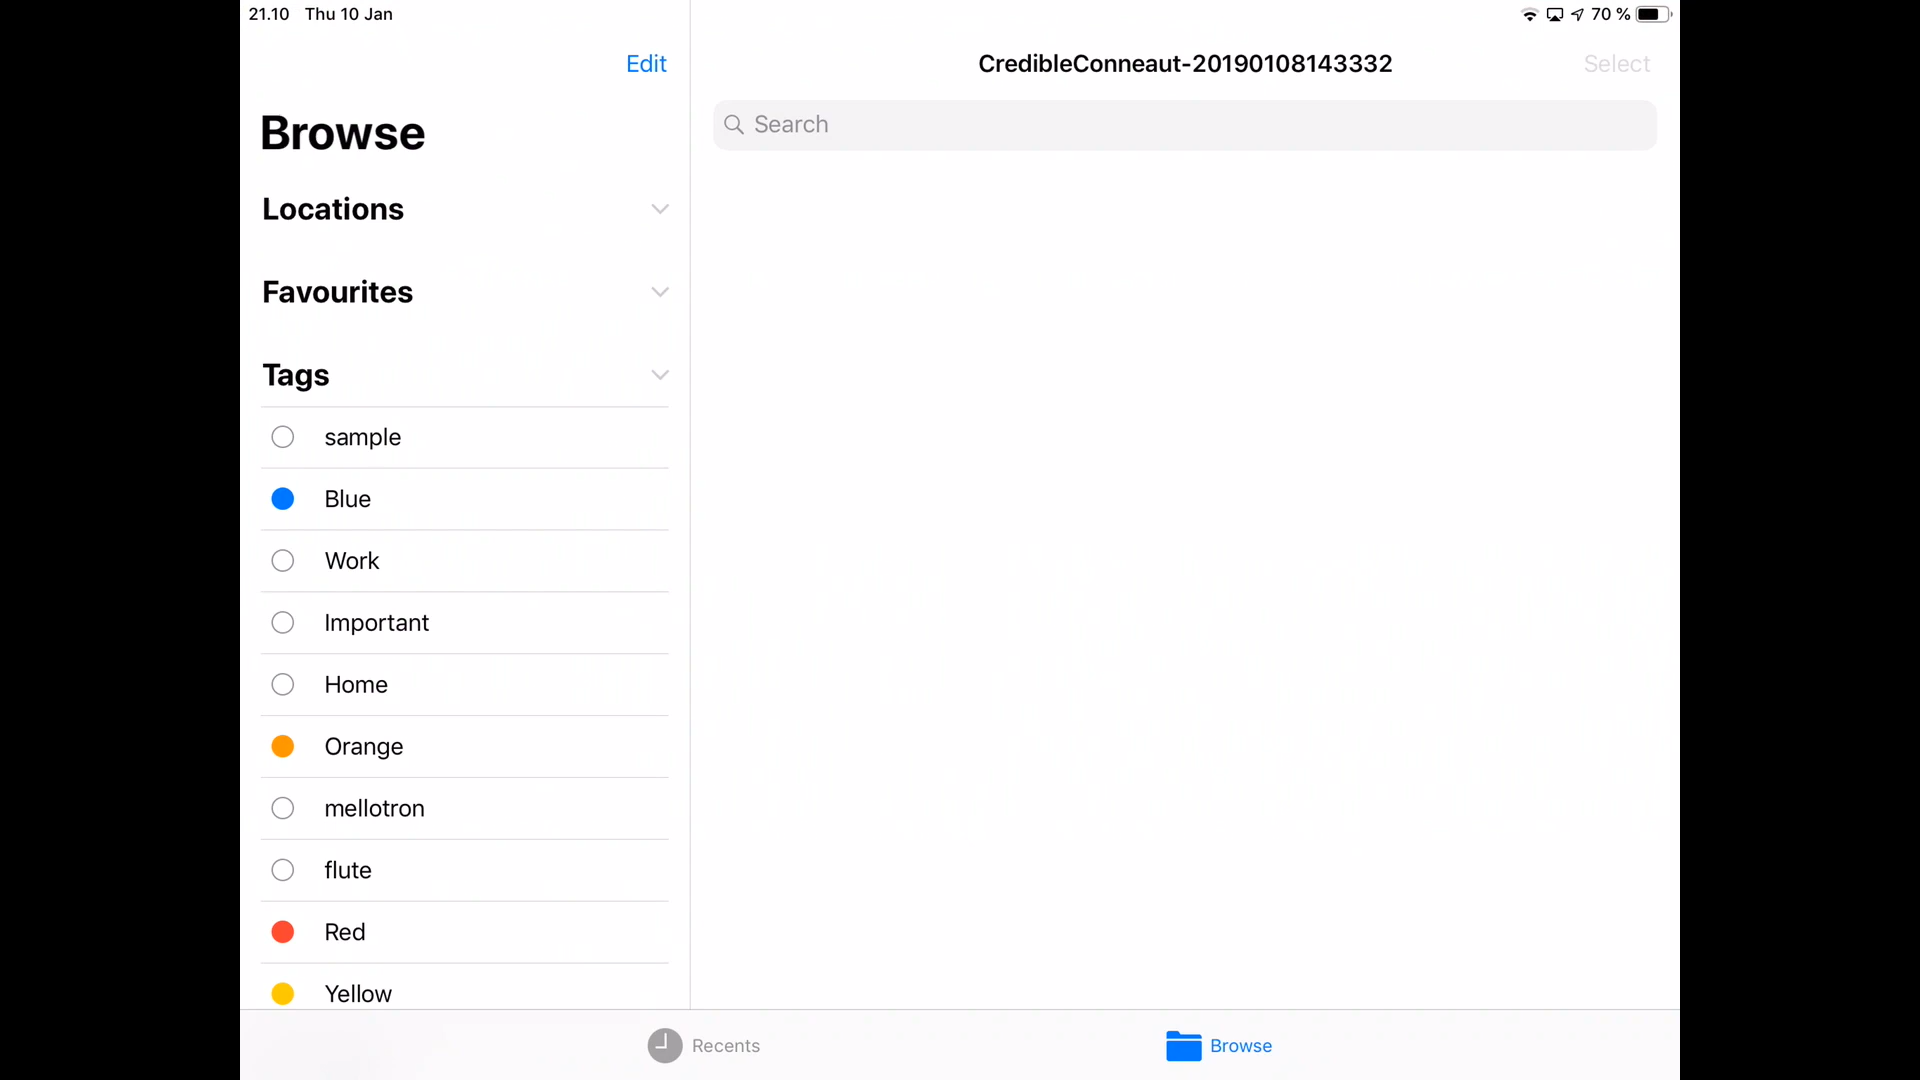 21.10 Thu 10 Jan
70 %
Edit
CredibleConneaut-20190108143332
Select
Browse
Search
Locations
Favourites
Tags
sample
Blue
Work
Important
Home
Orange
mellotron
flute
Red
Yellow
Recents
Browse